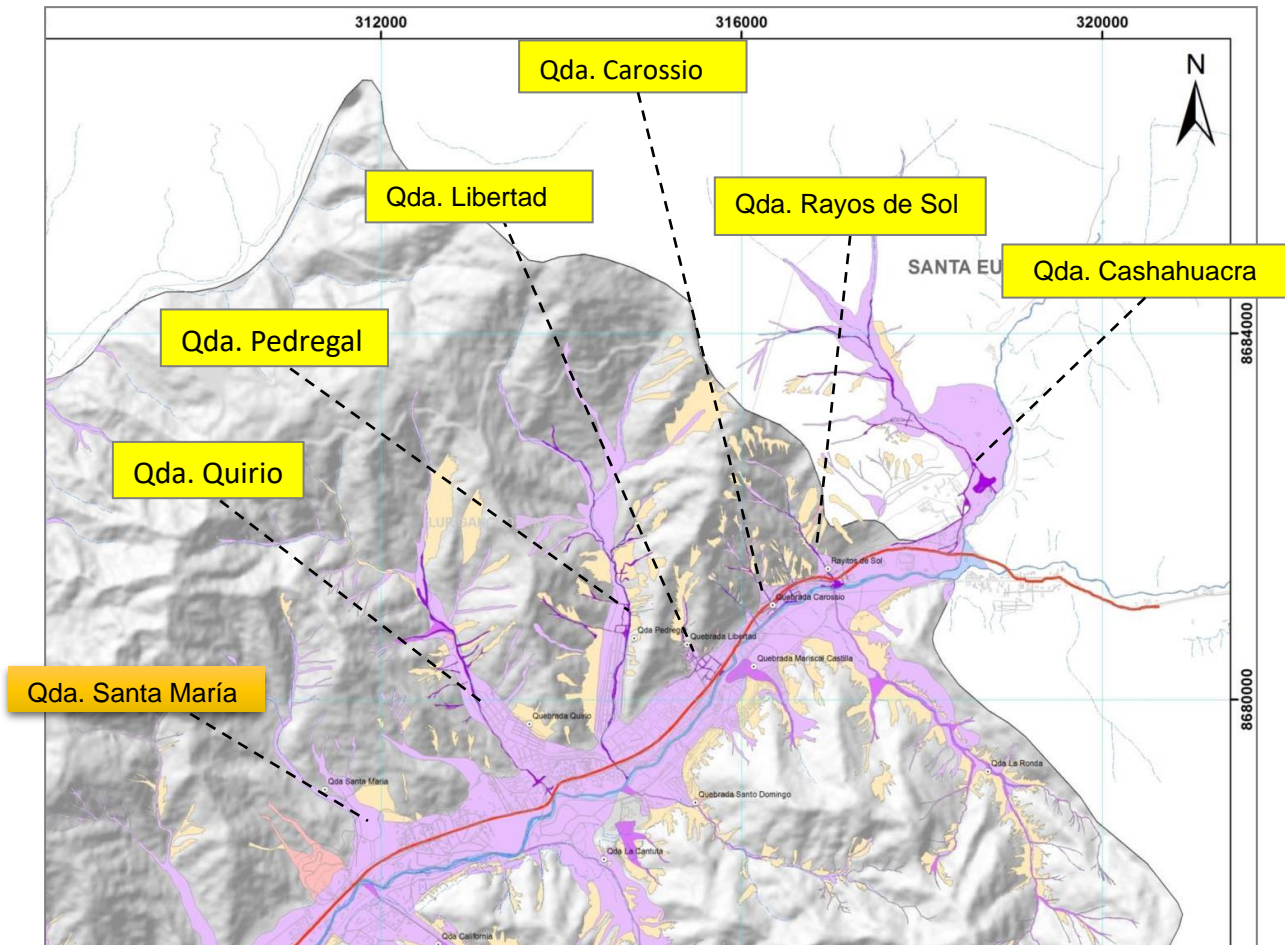 312000
316000
320000
Qda. Carossio
N
Qda. Libertad
Qda. Rayos de Sol
SANTA EU
Qda. Cashahuacra
8684000
Qda. Pedregal
Qda. Quirio
Rayitos de Sol
Quebrada Carossio
Qda Pedregal
Quebrada Libertad
Quebrada Mariscal Castilla
Qda. Santa María
8680000
Quebrada Quirio
Qda La Ronda
Qda Santa Maria
Quebrada Santo Domingo
Qda La Cantuta
Qda California